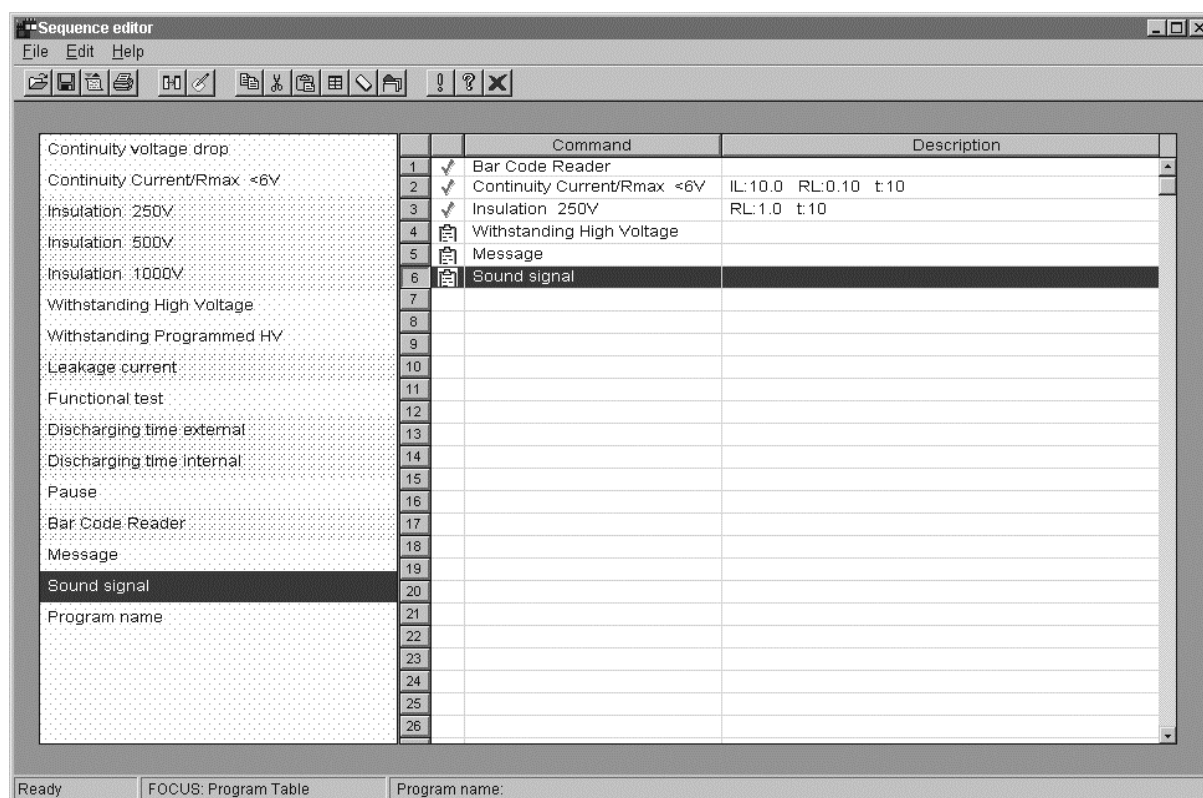 Sequence editor
File Edit Help
Continuity voltage drop
Continuity Current/Rmax <6V
Insulation 250V
Insulation 500V
Insulation 1000V
Withstanding High Voltage
Withstanding Programmed HV
Leakage current
Functional test
Discharging time external
Discharging time internal
Pause
Bar Code Reader
Message
Sound signal
Program name
Command Description
1 Bar Code Reader
2 Continuity Current/Rmax <6V IL:10.0 RL:0.10 t:10
3 Insulation 250V RL:1.0 t:10
4 Withstanding High Voltage
5 Message
6 Sound signal
7
8
9
10
11
12
13
14
15
16
17
18
19
20
21
22
23
24
25
26
Ready FOCUS: Program Table Program name: